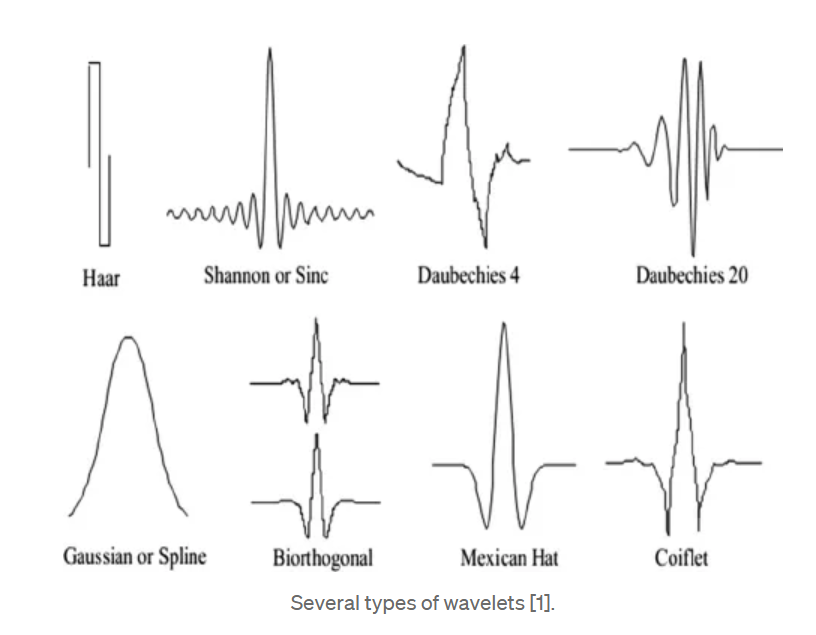 Haar
Shannon or Sinc
Daubechies 4
Daubechies 20
Gaussian or Spline
Biorthogonal
Mexican Hat
Coiflet
Several types of wavelets [1].